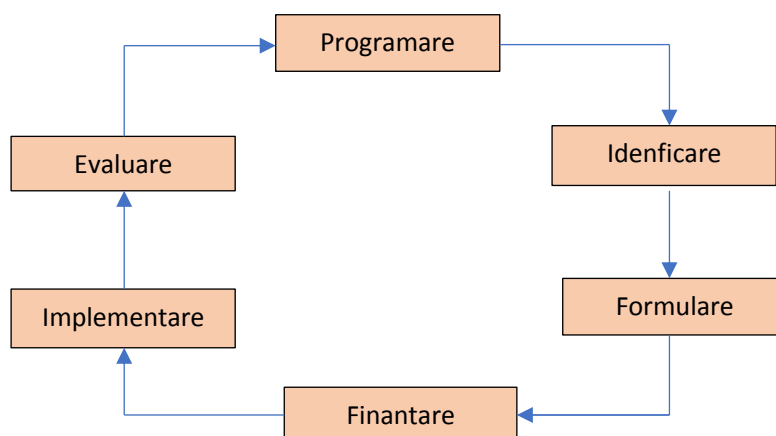 Programare
Idenficare
Formulare
Finantare
Implementare
Evaluare